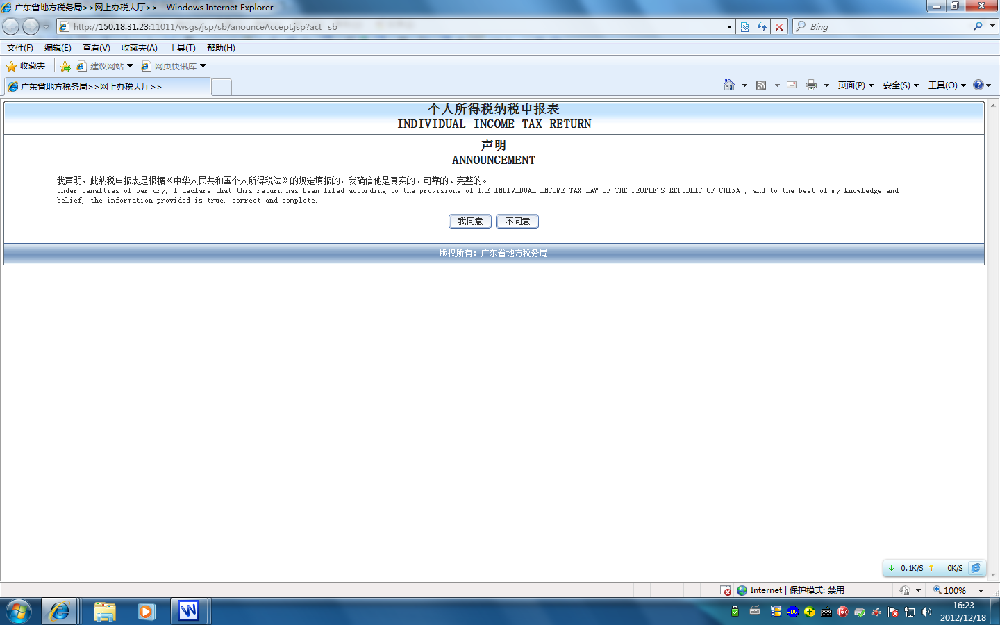 广东省地方税务局>>网上办税大厅>> - Windows Internet Explorer
http://150.18.31.23:11011/wsgs/jsp/sb/anounceAccept.jsp?act=sb
Bing
文件(F) 编辑(E) 查看(V) 收藏夹(A) 工具(T) 帮助(H)
收藏夹 建议网站 网页快讯库
广东省地方税务局>>网上办税大厅>>
页面(P) 安全(S) 工具(O)
个人所得税纳税申报表
INDIVIDUAL INCOME TAX RETURN
声明
ANNOUNCEMENT
我声明，此纳税申报表是根据《中华人民共和国个人所得税法》的规定填报的，我确信他是真实的、可靠的、完整的。
Under penalties of perjury, I declare that this return has been filed according to the provisions of THE INDIVIDUAL INCOME TAX LAW OF THE PEOPLE'S REPUBLIC OF CHINA , and to the best of my knowledge and
belief, the information provided is true, correct and complete.
我同意 不同意
版权所有：广东省地方税务局
0.1K/S 0K/S
Internet | 保护模式: 禁用
100%
16:23
2012/12/18